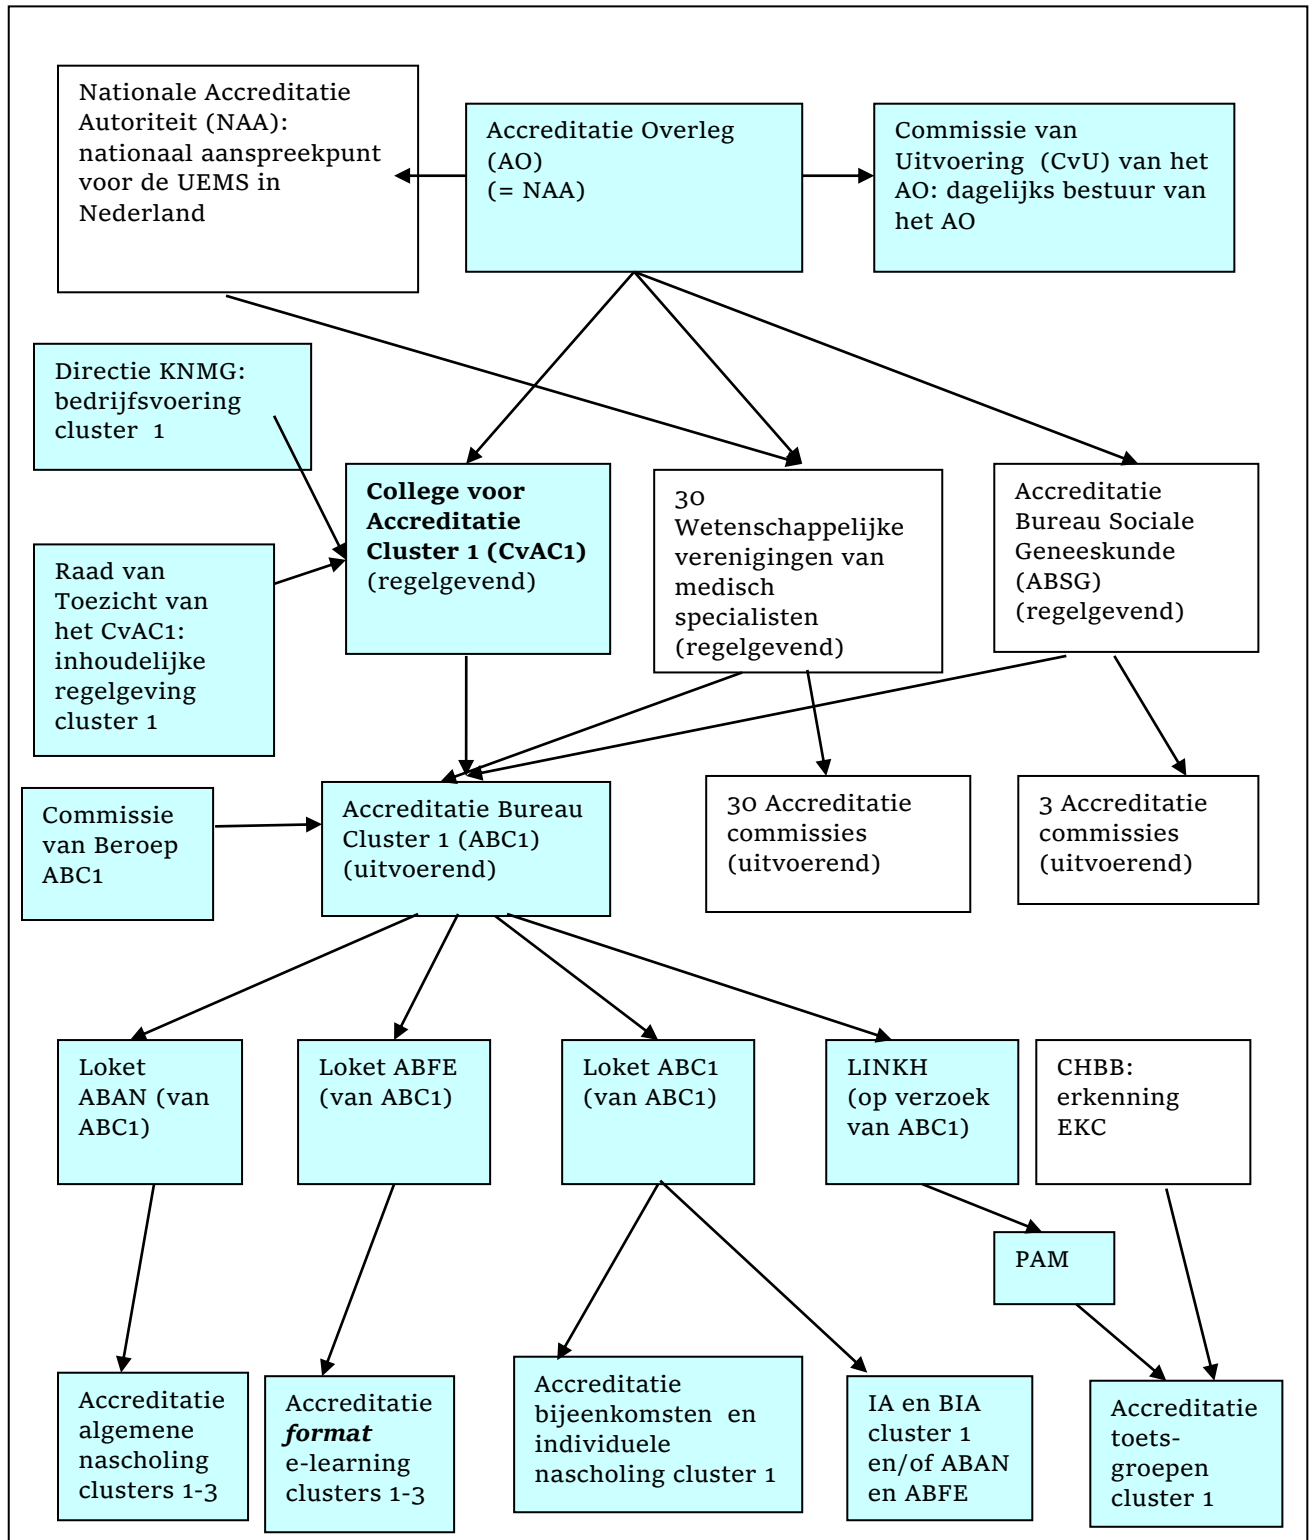 Nationale Accreditatie
Autoriteit (NAA):
nationaal aanspreekpunt
voor de UEMS in
Nederland
Accreditatie Overleg
(AO)
(= NAA)
Commissie van
Uitvoering (CvU) van het
AO: dagelijks bestuur van
het AO
Directie KNMG:
bedrijfsvoering
cluster 1
College voor
Accreditatie
Cluster 1 (CvAC1)
(regelgevend)
30
Wetenschappelijke
verenigingen van
medisch
specialisten
(regelgevend)
Accreditatie
Bureau Sociale
Geneeskunde
(ABSG)
(regelgevend)
Raad van
Toezicht van
het CvAC1:
inhoudelijke
regelgeving
cluster 1
Commissie
van Beroep
ABC1
Accreditatie Bureau
Cluster 1 (ABC1)
(uitvoerend)
30 Accreditatie
commissies
(uitvoerend)
3 Accreditatie
commissies
(uitvoerend)
Loket
ABAN (van
ABC1)
Loket ABFE
(van ABC1)
Loket ABC1
(van ABC1)
LINKH
(op verzoek
van ABC1)
CHBB:
erkenning
EKC
PAM
Accreditatie
algemene
nascholing
clusters 1-3
Accreditatie
format
e-learning
clusters 1-3
Accreditatie
bijeenkomsten en
individuele
nascholing cluster 1
IA en BIA
cluster 1
en/of ABAN
en ABFE
Accreditatie
toets-
groepen
cluster 1